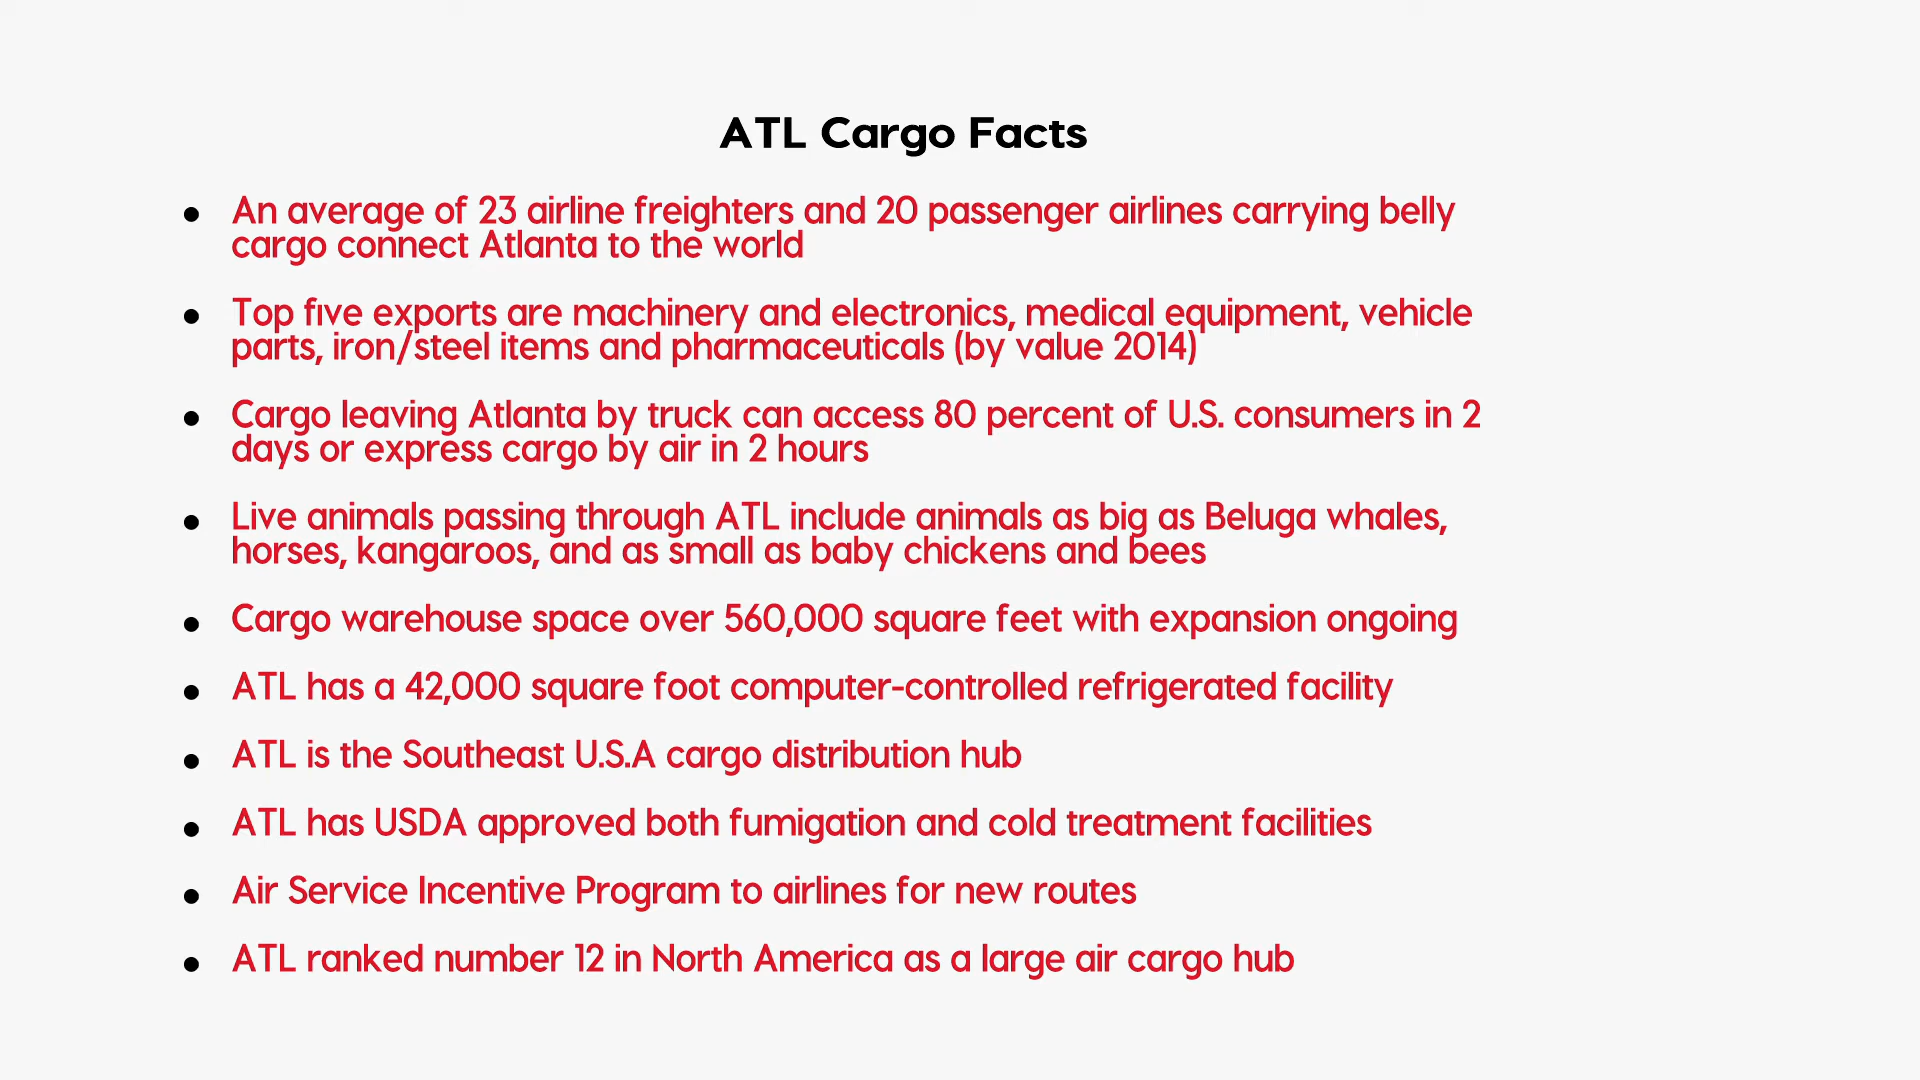 ATL Cargo Facts
● An average of 23 airline freighters and 20 passenger airlines carrying belly
cargo connect Atlanta to the world
● Top five exports are machinery and electronics, medical equipment, vehicle
parts, iron/steel items and pharmaceuticals (by value 2014)
● Cargo leaving Atlanta by truck can access 80 percent of U.S. consumers in 2
days or express cargo by air in 2 hours
● Live animals passing through ATL include animals as big as Beluga whales,
horses, kangaroos, and as small as baby chickens and bees
● Cargo warehouse space over 560,000 square feet with expansion ongoing
● ATL has a 42,000 square foot computer-controlled refrigerated facility
● ATL is the Southeast U.S.A cargo distribution hub
● ATL has USDA approved both fumigation and cold treatment facilities
● Air Service Incentive Program to airlines for new routes
● ATL ranked number 12 in North America as a large air cargo hub